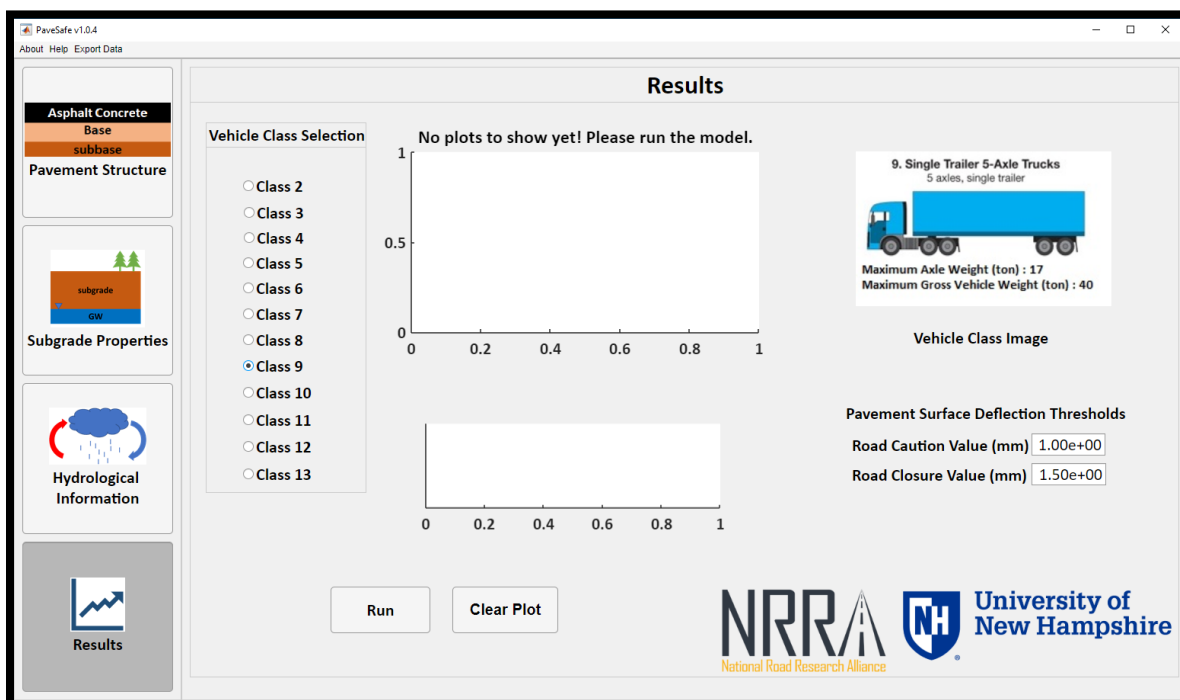 PaveSafe v1.0.4
About Help Export Data
Asphalt Concrete
Base
subbase
Pavement Structure
subgrade
GW
Subgrade Properties
Hydrological
Information
Results
Results
Vehicle Class Selection
Class 2
Class 3
Class 4
Class 5
Class 6
Class 7
Class 8
Class 9
Class 10
Class 11
Class 12
Class 13
No plots to show yet! Please run the model.
1
0.5
0
0 0.2 0.4 0.6 0.8 1
0 0.2 0.4 0.6 0.8 1
Run
Clear Plot
9. Single Trailer 5-Axle Trucks
5 axles, single trailer
Maximum Axle Weight (ton) : 17
Maximum Gross Vehicle Weight (ton) : 40
Vehicle Class Image
Pavement Surface Deflection Thresholds
Road Caution Value (mm) 1.00e+00
Road Closure Value (mm) 1.50e+00
NRRA
National Road Research Alliance
NH
University of
New Hampshire